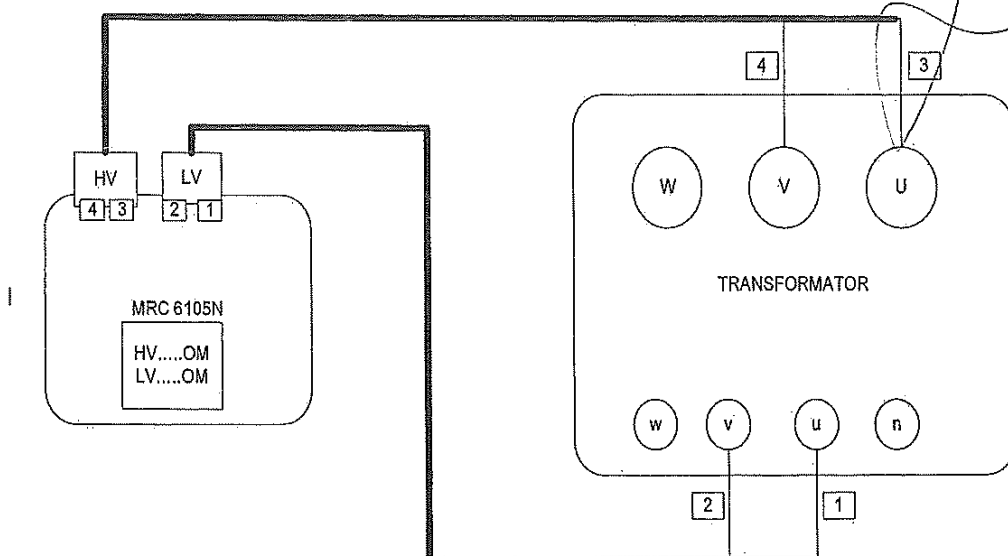 4
3
HV
LV
4 3
2 1
W
V
U
TRANSFORMATOR
MRC 6105N
HV.....OM
LV.....OM
w
v
u
n
2
1